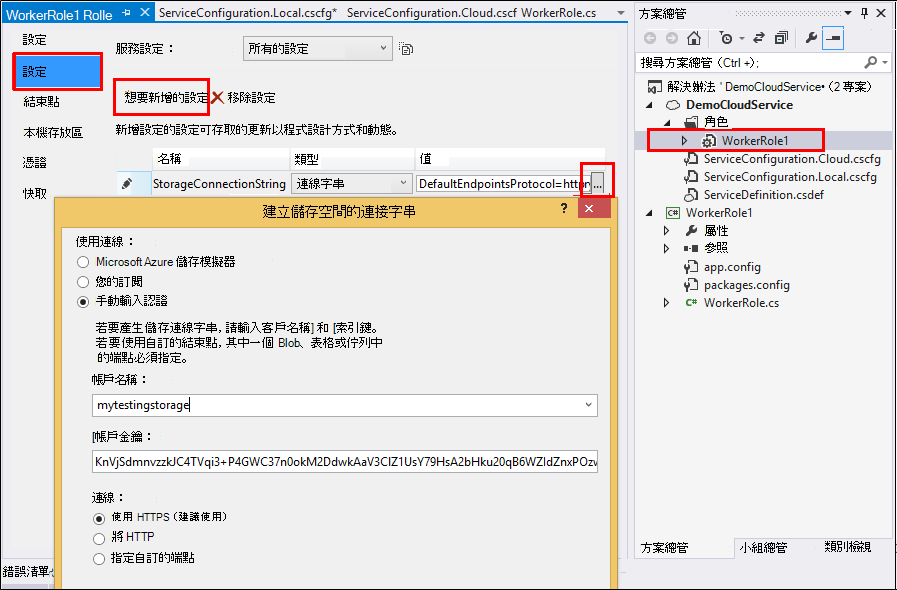 WorkerRole1 Rolle
ServiceConfiguration.Local.cscfg*
ServiceConfiguration.Cloud.cscf
WorkerRole.cs
設定
設定
結束點
本機存放區
憑證
快取
服務設定：
所有的設定
想要新增的設定
移除設定
新增設定的設定可存取的更新以程式設計方式和動態。
名稱 類型 值
StorageConnectionString 連線字串 DefaultEndpointsProtocol=http ...
建立儲存空間的連接字串 ?
使用連線：
Microsoft Azure 儲存模擬器
您的訂閱
手動輸入認證
若要產生儲存連線字串，請輸入客戶名稱] 和 [索引鍵。
若要使用自訂的結束點，其中一個 Blob、表格或佇列中
的端點必須指定。
帳戶名稱：
mytestingstorage
[帳戶金鑰：
KnVjSdmnvzzkJC4TVqi3+P4GWC37n0okM2DdwkAaV3ClZ1UsY79HsA2bHku20qB6WZIdZnxPOzv
連線：
使用 HTTPS (建議使用)
將 HTTP
指定自訂的端點
錯誤清單
方案總管
搜尋方案總管 (Ctrl +);
解決辦法 ' DemoCloudService• (2 專案)
DemoCloudService
角色
WorkerRole1
ServiceConfiguration.Cloud.cscfg
ServiceConfiguration.Local.cscfg
ServiceDefinition.csdef
WorkerRole1
屬性
參照
app.config
packages.config
WorkerRole.cs
方案總管 小組總管 類別檢視